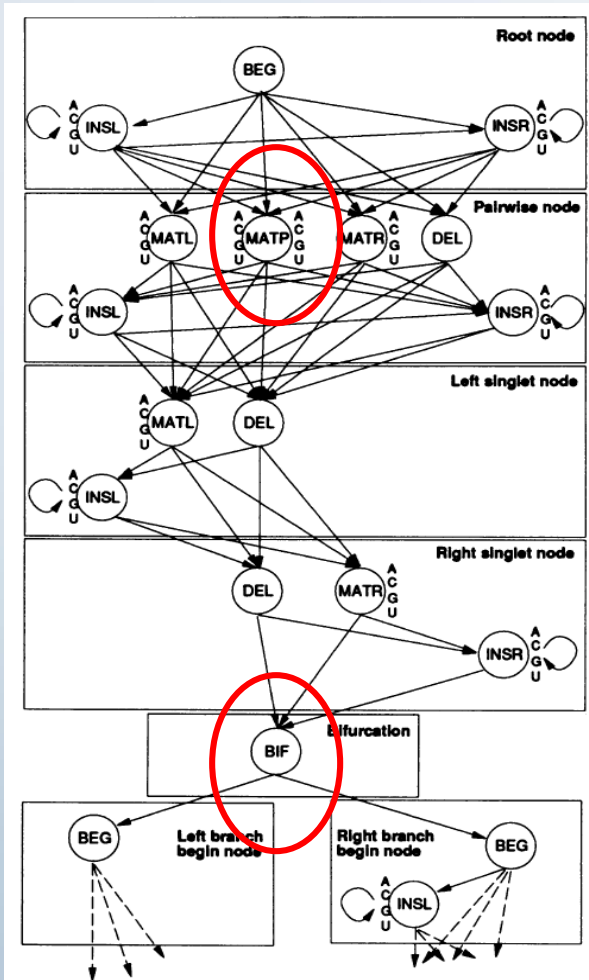 Root node
BEG
A C G U INSL
INSR A C G U
Pairwise node
A C G U MATL
A C G U MATP A C G U
MATR A C G U
DEL
A C G U INSL
INSR A C G U
Left singlet node
A C G U MATL
DEL
A C G U INSL
Right singlet node
DEL
MATR A C G U
INSR A C G U
Bifurcation
BIF
BEG
Left branch
begin node
Right branch
begin node
BEG
A C G U INSL